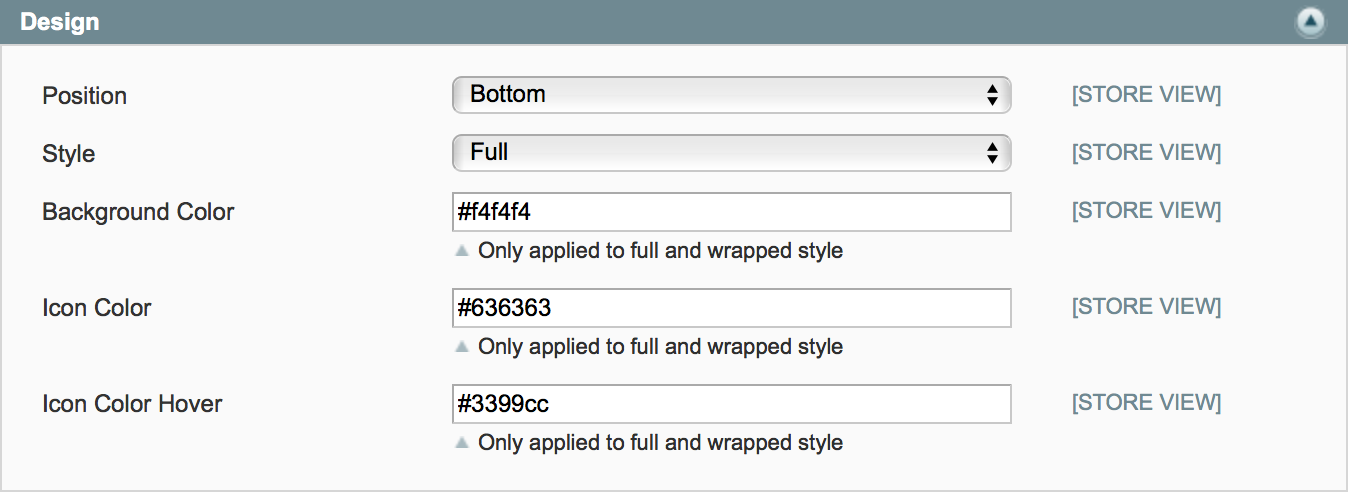 Design
Position Bottom [STORE VIEW]
Style Full [STORE VIEW]
Background Color #f4f4f4 [STORE VIEW]
Only applied to full and wrapped style
Icon Color #636363 [STORE VIEW]
Only applied to full and wrapped style
Icon Color Hover #3399cc [STORE VIEW]
Only applied to full and wrapped style